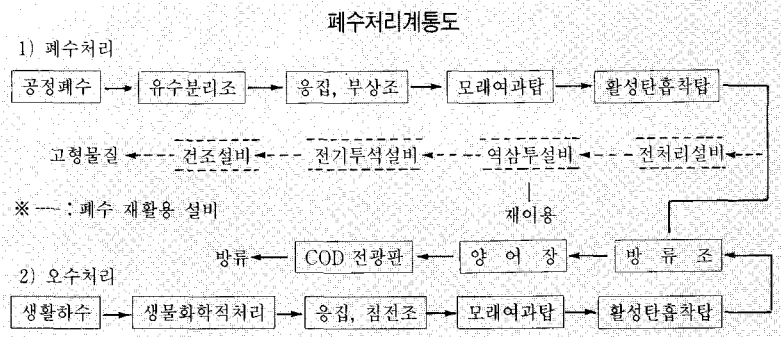 폐수처리계통도
1) 폐수처리
공정폐수 → 유수분리조 → 응집, 부상조 → 모래여과탑 → 활성탄흡착탑
고형물질 ← 건조설비 ← 전기투석설비 ← 역삼투설비 ← 전처리설비
※ ---- : 폐수 재활용 설비
재이용
방류 ← COD 전광판 ← 양 어 장 ← 방 류 조
2) 오수처리
생활하수 → 생물화학적처리 → 응집, 침전조 → 모래여과탑 → 활성탄흡착탑